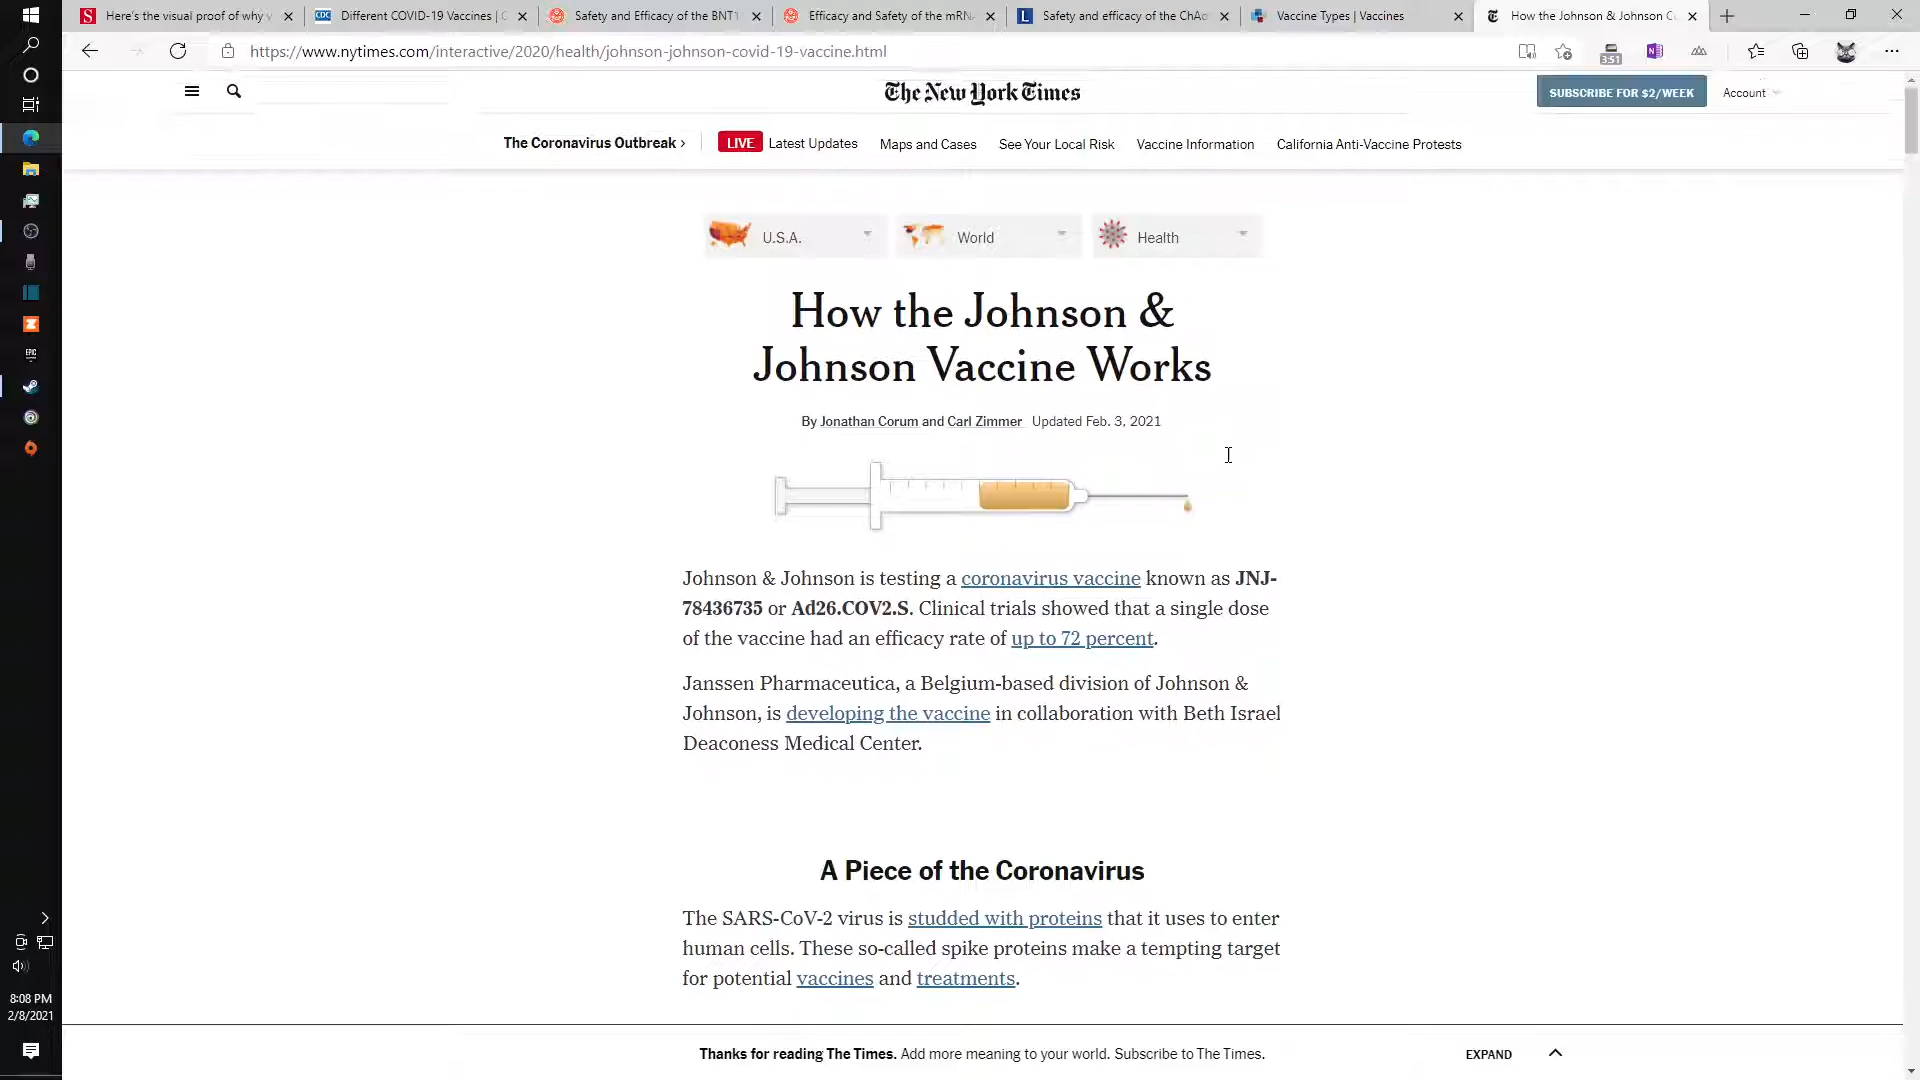 Here's the visual proof of why v
CDC Different COVID-19 Vaccines | C
Safety and Efficacy of the BNT1
Efficacy and Safety of the mRN
Safety and efficacy of the ChAd
Vaccine Types | Vaccines
How the Johnson & Johnson C
https://www.nytimes.com/interactive/2020/health/johnson-johnson-covid-19-vaccine.html
3:51
The New York Times
SUBSCRIBE FOR $2/WEEK
Account
The Coronavirus Outbreak ›
LIVE Latest Updates
Maps and Cases
See Your Local Risk
Vaccine Information
California Anti-Vaccine Protests
U.S.A.
World
Health
How the Johnson &
Johnson Vaccine Works
By Jonathan Corum and Carl Zimmer Updated Feb. 3, 2021
Johnson & Johnson is testing a coronavirus vaccine known as JNJ-
78436735 or Ad26.COV2.S. Clinical trials showed that a single dose
of the vaccine had an efficacy rate of up to 72 percent.
Janssen Pharmaceutica, a Belgium-based division of Johnson &
Johnson, is developing the vaccine in collaboration with Beth Israel
Deaconess Medical Center.
A Piece of the Coronavirus
The SARS-CoV-2 virus is studded with proteins that it uses to enter
human cells. These so-called spike proteins make a tempting target
for potential vaccines and treatments.
Thanks for reading The Times. Add more meaning to your world. Subscribe to The Times.
EXPAND
EPIC
8:08 PM
2/8/2021